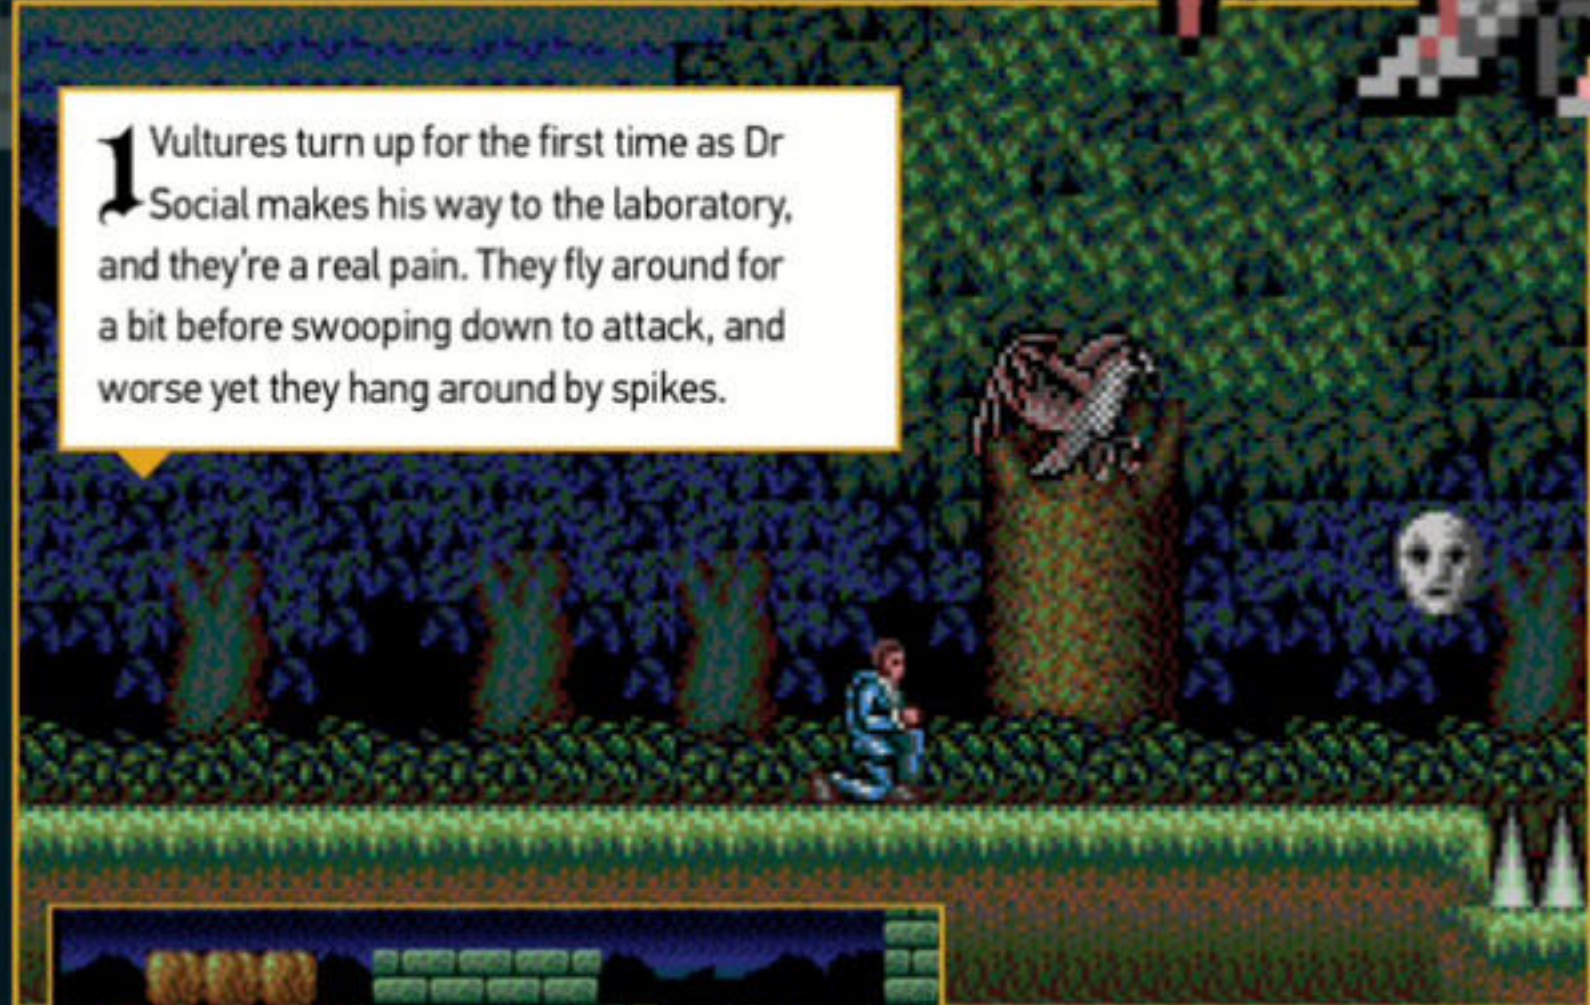 1 Vultures turn up for the first time as Dr
Social makes his way to the laboratory,
and they're a real pain. They fly around for
a bit before swooping down to attack, and
worse yet they hang around by spikes.